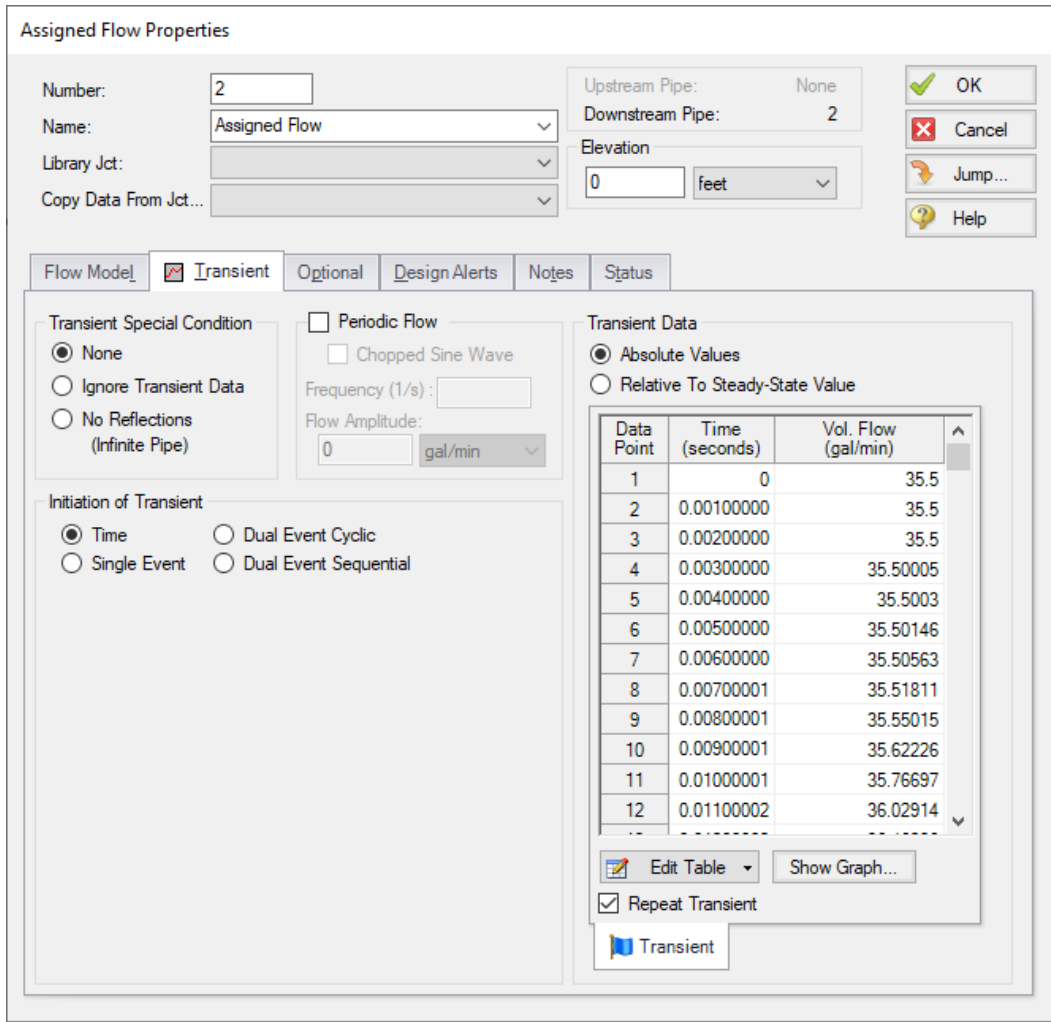 Assigned Flow Properties
Number: 2
Name: Assigned Flow
Library Jct:
Copy Data From Jct...
Upstream Pipe: None
Downstream Pipe: 2
Elevation
0 feet
OK
Cancel
Jump...
Help
Flow Model Transient Optional Design Alerts Notes Status
Transient Special Condition
None
Ignore Transient Data
No Reflections
(Infinite Pipe)
Periodic Flow
Chopped Sine Wave
Frequency (1/s) :
Flow Amplitude:
0 gal/min
Initiation of Transient
Time Dual Event Cyclic
Single Event Dual Event Sequential
Transient Data
Absolute Values
Relative To Steady-State Value
Data Time Vol. Flow
Point (seconds) (gal/min)
1 0 35.5
2 0.00100000 35.5
3 0.00200000 35.5
4 0.00300000 35.50005
5 0.00400000 35.5003
6 0.00500000 35.50146
7 0.00600000 35.50563
8 0.00700001 35.51811
9 0.00800001 35.55015
10 0.00900001 35.62226
11 0.01000001 35.76697
12 0.01100002 36.02914
Edit Table Show Graph...
Repeat Transient
Transient